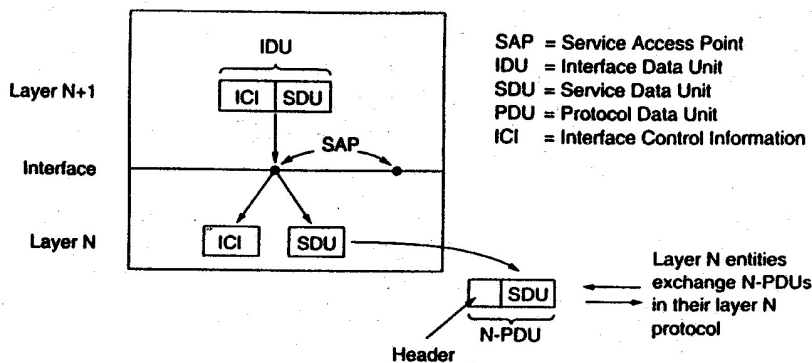 IDU
SAP = Service Access Point
IDU = Interface Data Unit
SDU = Service Data Unit
PDU = Protocol Data Unit
ICI = Interface Control Information
Layer N+1
ICI SDU
SAP
Interface
Layer N
ICI
SDU
SDU
N-PDU
Header
Layer N entities
exchange N-PDUs
in their layer N
protocol